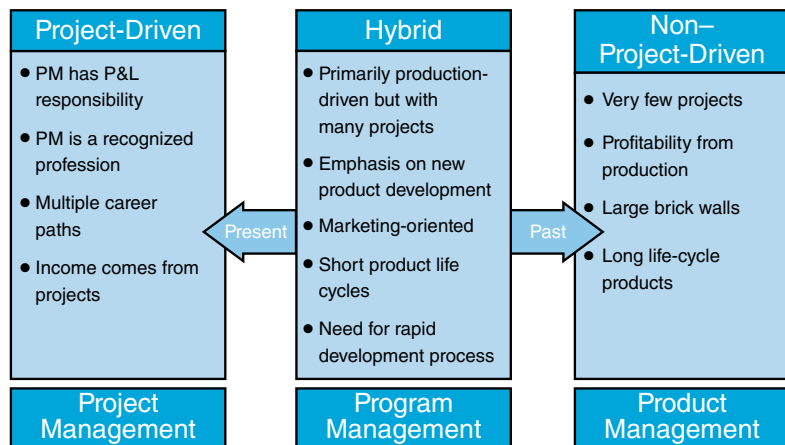 Project-Driven
● PM has P&L
responsibility
● PM is a recognized
profession
● Multiple career
paths
● Income comes from
projects
Project
Management
Present
Hybrid
● Primarily production-
driven but with
many projects
● Emphasis on new
product development
● Marketing-oriented
● Short product life
cycles
● Need for rapid
development process
Program
Management
Past
Non–
Project-Driven
● Very few projects
● Profitability from
production
● Large brick walls
● Long life-cycle
products
Product
Management